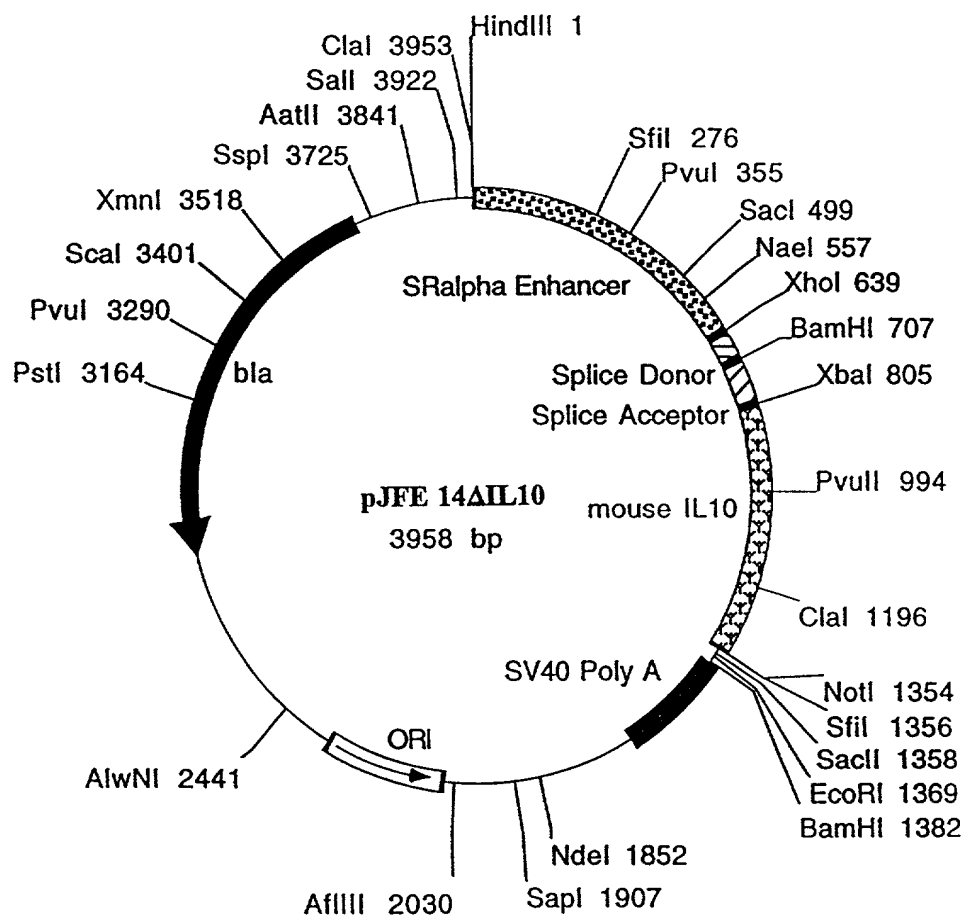 HindIII 1
ClaI 3953
SalI 3922
AatII 3841
SspI 3725
XmnI 3518
ScaI 3401
PvuI 3290
PstI 3164
SfiI 276
PvuI 355
SacI 499
NaeI 557
XhoI 639
BamHI 707
XbaI 805
PvuII 994
ClaI 1196
NotI 1354
SfiI 1356
SacII 1358
EcoRI 1369
BamHI 1382
NdeI 1852
SapI 1907
AflIII 2030
AlwNI 2441
SRalpha Enhancer
Splice Donor
Splice Acceptor
bla
mouse IL10
pJFE 14ΔIL10
3958 bp
SV40 Poly A
ORI